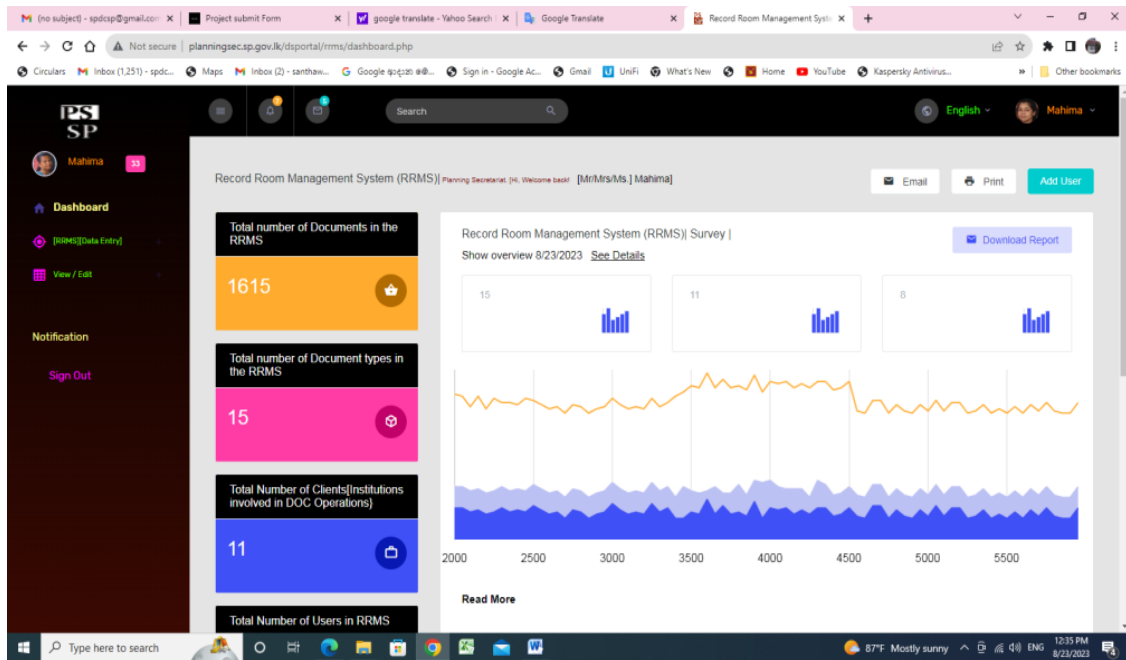 (no subject) - spdcsp@gmail.com
Project submit Form
google translate - Yahoo Search
Google Translate
Record Room Management Syste
Not secure planningsec.sp.gov.lk/dsportal/rrms/dashboard.php
Circulars Inbox (1,251) - spdc... Maps Inbox (2) - santhaw... Google Sign in - Google Ac... Gmail UniFi What's New Home YouTube Kaspersky Antivirus... » Other bookmarks
PS
SP
2 5
Search
English Mahima
Mahima 33
Dashboard
[RRMS][Data Entry]
View / Edit
Notification
Sign Out
Record Room Management System (RRMS)| Planning Secretariat. [Hi, Welcome back! [Mr/Mrs/Ms.] Mahima]
Email Print Add User
Total number of Documents in the
RRMS
1615
Total number of Document types in
the RRMS
15
Total Number of Clients[Institutions
involved in DOC Operations}
11
Total Number of Users in RRMS
Record Room Management System (RRMS)| Survey |
Show overview 8/23/2023 See Details
Download Report
15 11 8
2000 2500 3000 3500 4000 4500 5000 5500
Read More
Type here to search
87°F Mostly sunny ENG 12:35 PM
8/23/2023 4